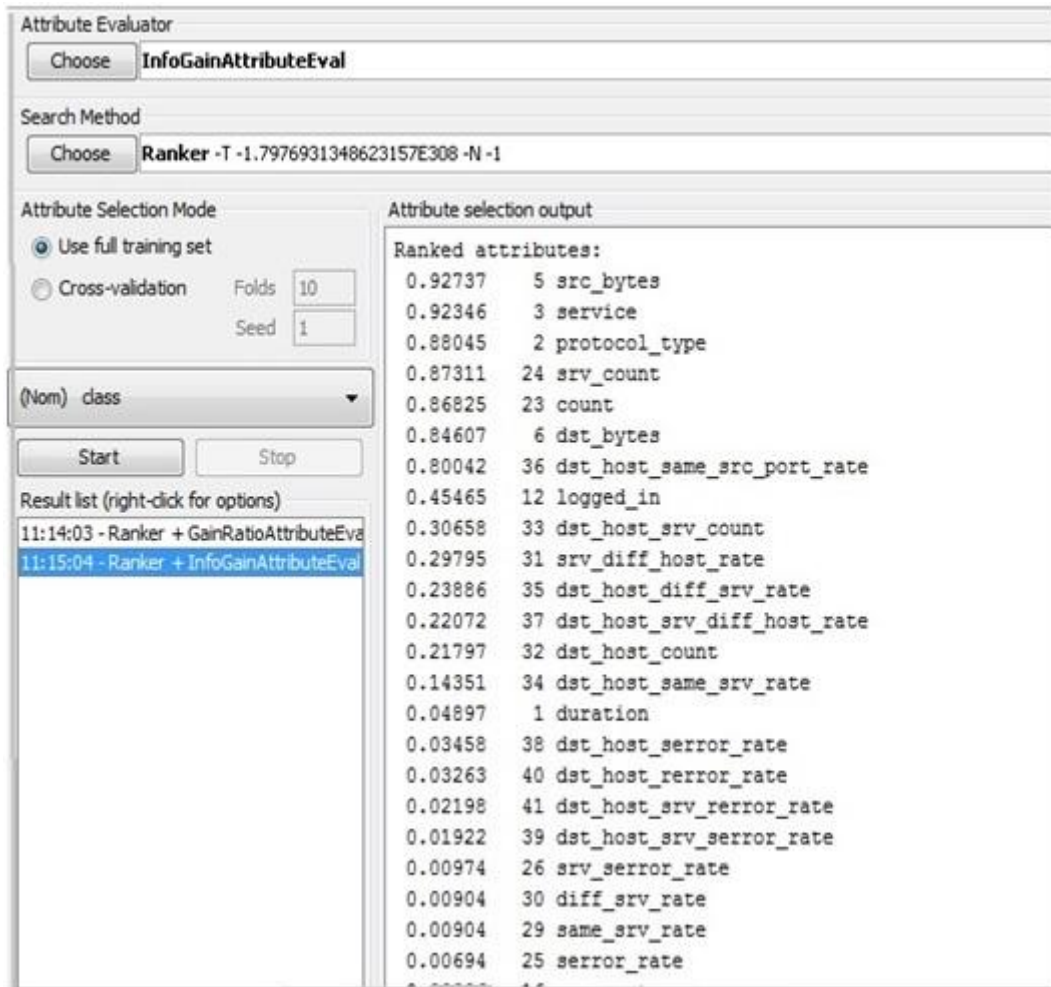 Attribute Evaluator
Choose InfoGainAttributeEval
Search Method
Choose Ranker -T -1.7976931348623157E308 -N -1
Attribute Selection Mode
Use full training set
Cross-validation Folds 10
Seed 1
(Nom) class
Start Stop
Result list (right-click for options)
11:14:03 - Ranker + GainRatioAttributeEva
11:15:04 - Ranker + InfoGainAttributeEval
Attribute selection output
Ranked attributes:
0.92737 5 src_bytes
0.92346 3 service
0.88045 2 protocol_type
0.87311 24 srv_count
0.86825 23 count
0.84607 6 dst_bytes
0.80042 36 dst_host_same_src_port_rate
0.45465 12 logged_in
0.30658 33 dst_host_srv_count
0.29795 31 srv_diff_host_rate
0.23886 35 dst_host_diff_srv_rate
0.22072 37 dst_host_srv_diff_host_rate
0.21797 32 dst_host_count
0.14351 34 dst_host_same_srv_rate
0.04897 1 duration
0.03458 38 dst_host_serror_rate
0.03263 40 dst_host_rerror_rate
0.02198 41 dst_host_srv_rerror_rate
0.01922 39 dst_host_srv_serror_rate
0.00974 26 srv_serror_rate
0.00904 30 diff_srv_rate
0.00904 29 same_srv_rate
0.00694 25 serror_rate